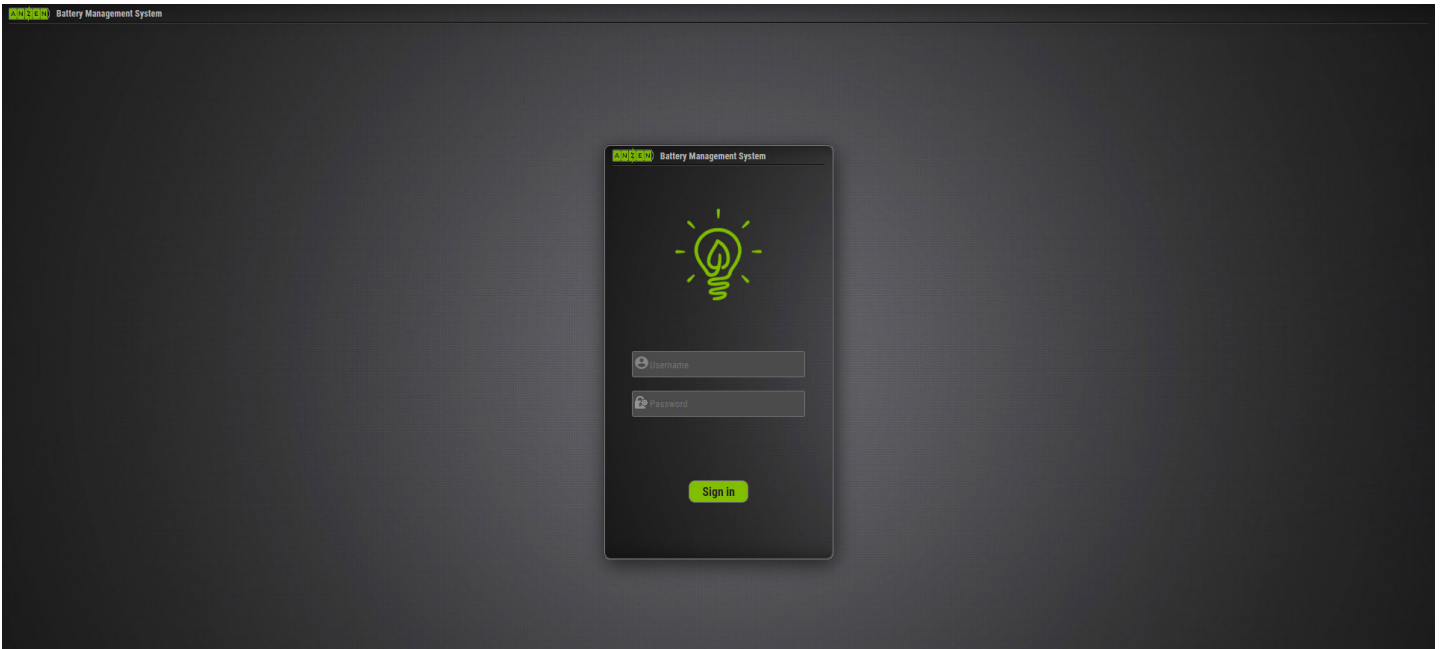 ANZEN Battery Management System
ANZEN Battery Management System
Username
Password
Sign in